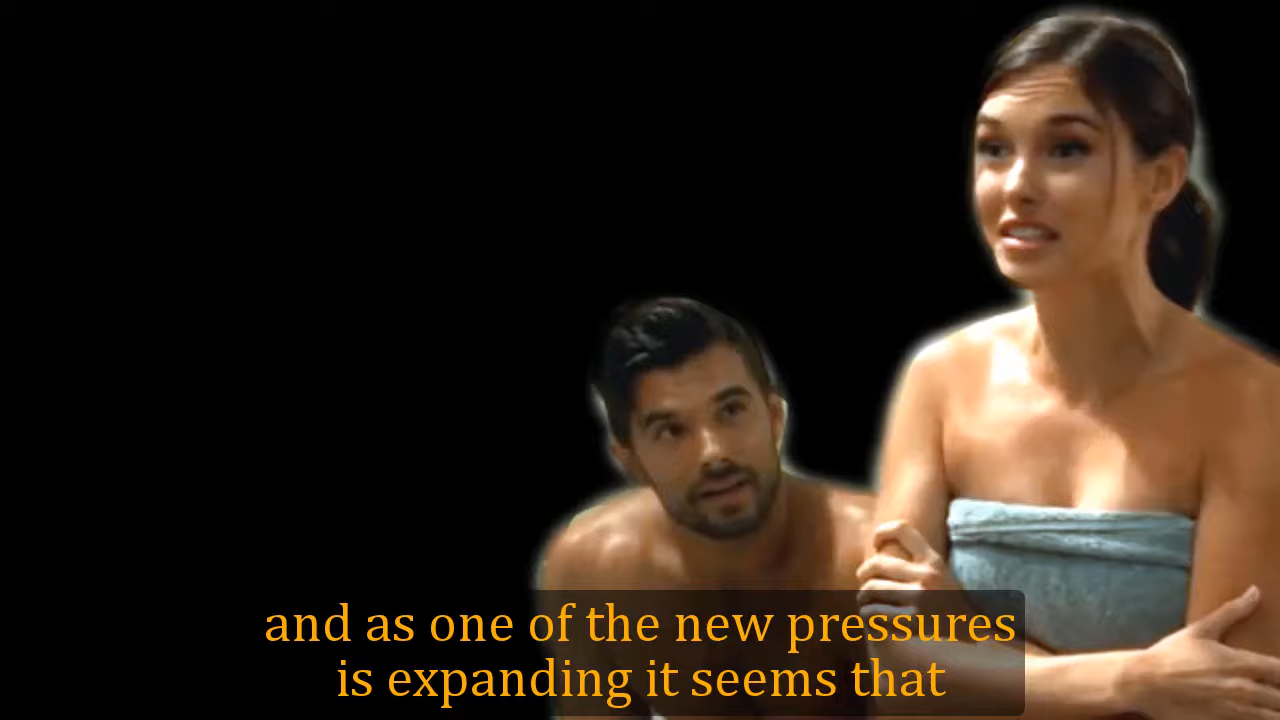 and as one of the new pressures
is expanding it seems that